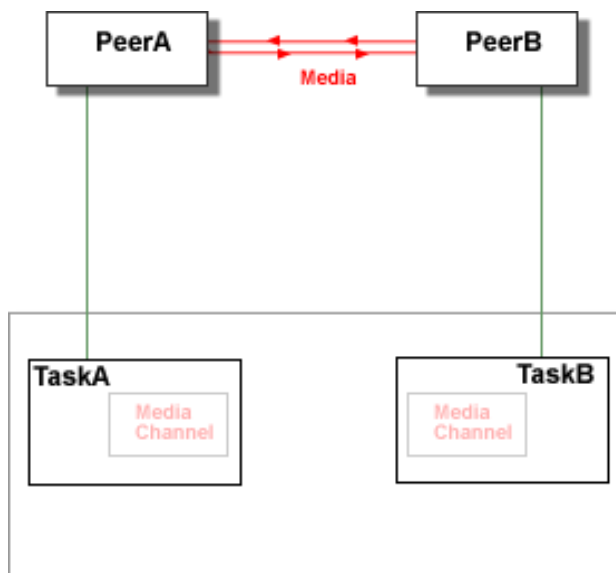 PeerA
PeerB
Media
TaskA
TaskB
Media
Channel
Media
Channel